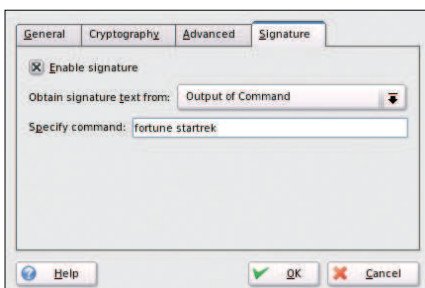 General Cryptography Advanced Signature
Enable signature
Obtain signature text from: Output of Command
Specify command: fortune startrek
Help OK Cancel